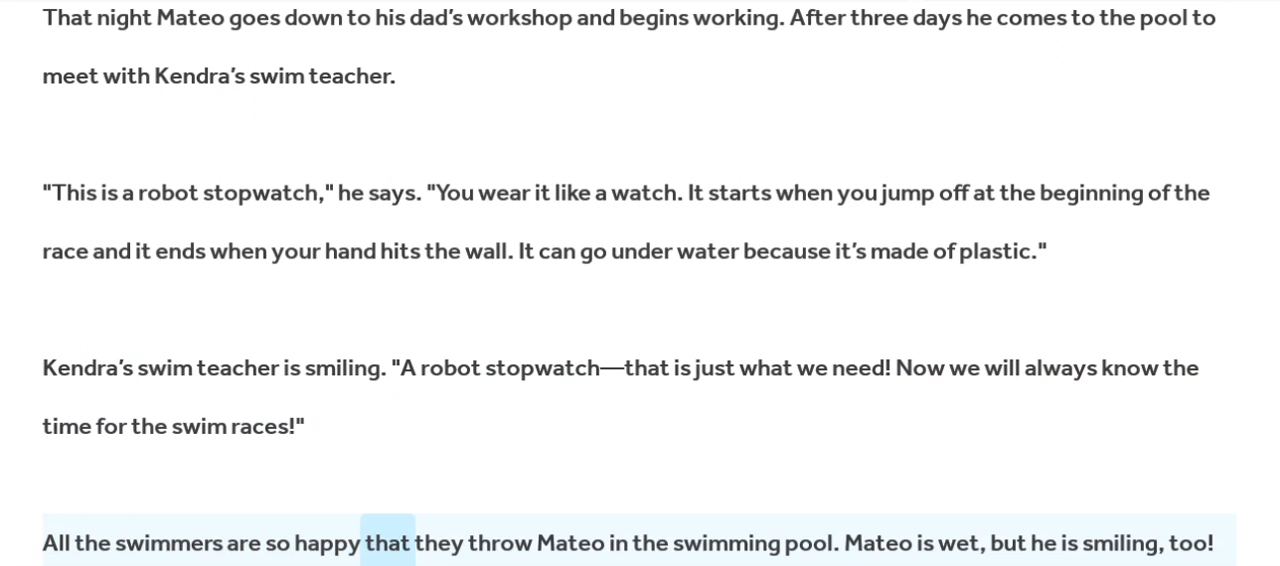 That night Mateo goes down to his dad’s workshop and begins working. After three days he comes to the pool to
meet with Kendra’s swim teacher.
"This is a robot stopwatch," he says. "You wear it like a watch. It starts when you jump off at the beginning of the
race and it ends when your hand hits the wall. It can go under water because it’s made of plastic."
Kendra’s swim teacher is smiling. "A robot stopwatch—that is just what we need! Now we will always know the
time for the swim races!"
All the swimmers are so happy that they throw Mateo in the swimming pool. Mateo is wet, but he is smiling, too!